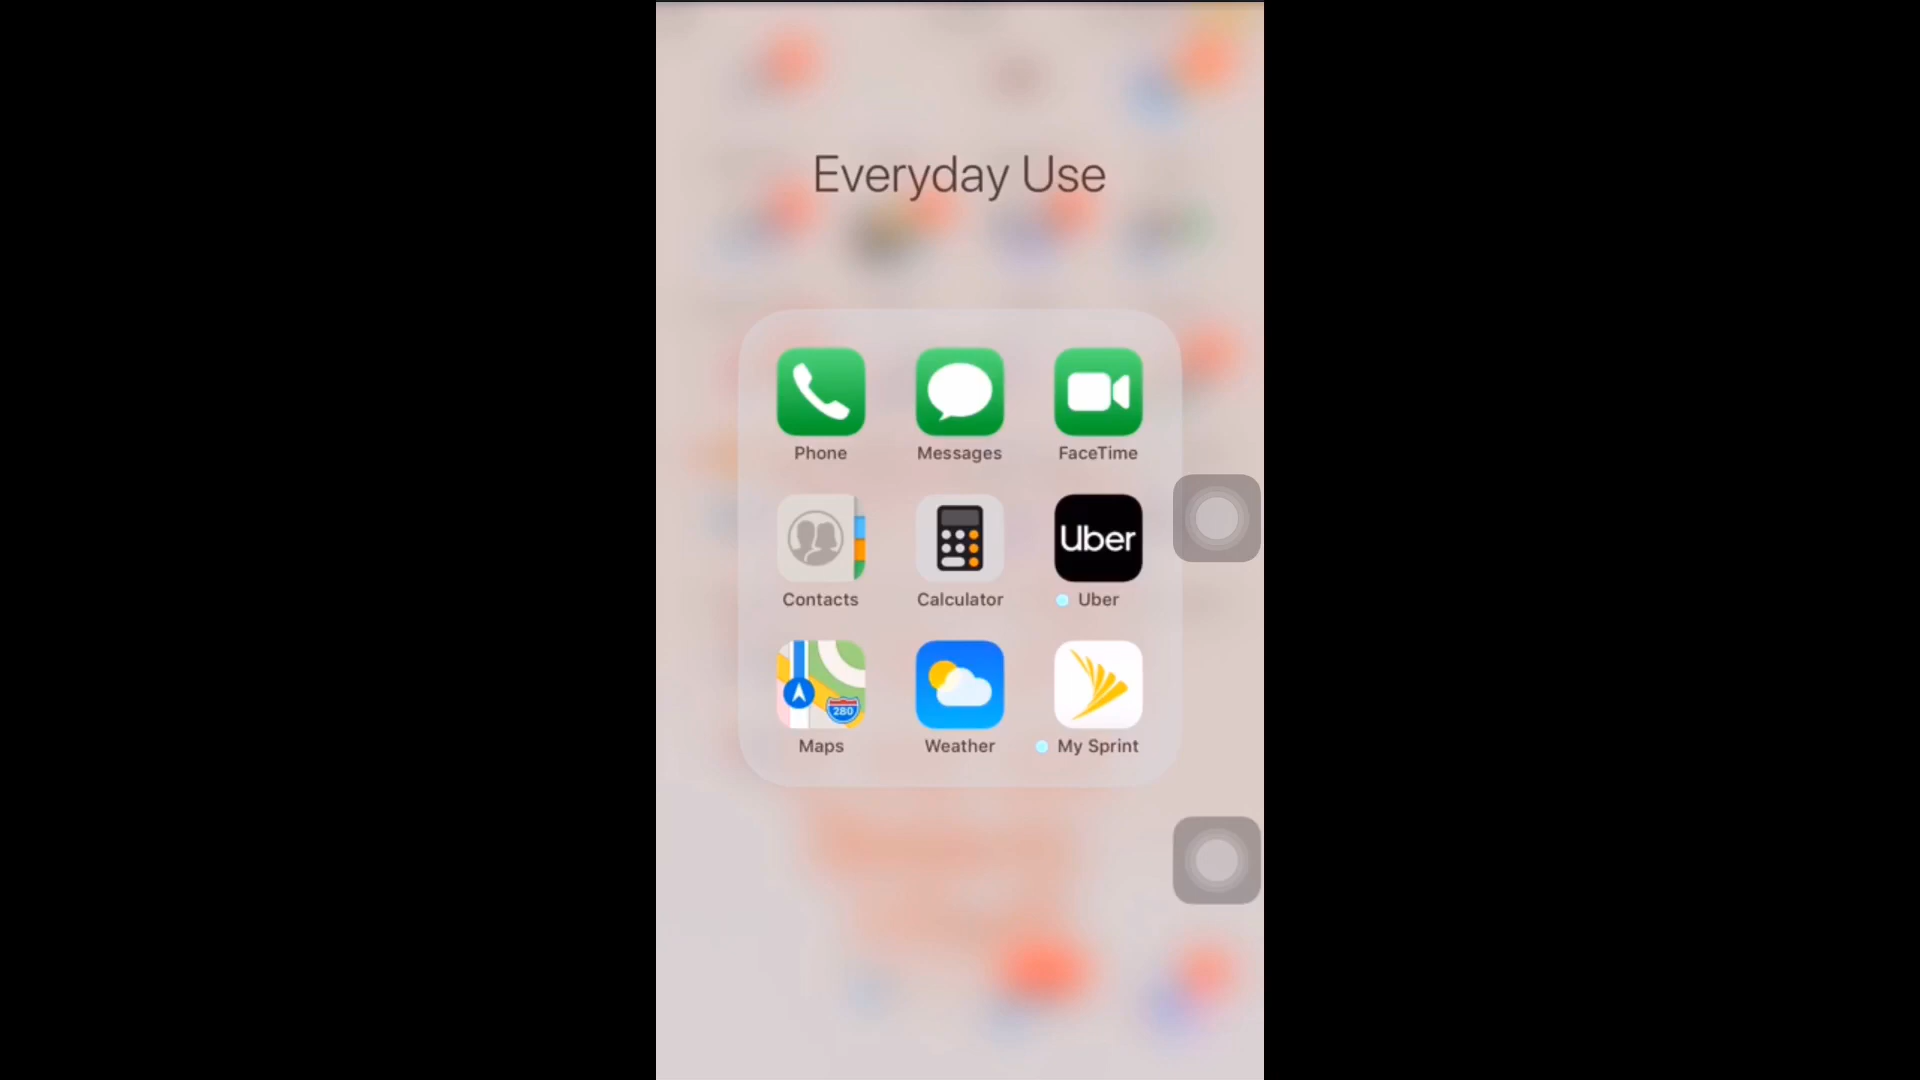 Everyday Use
Phone
Messages
FaceTime
Uber
Contacts
Calculator
Uber
280
Maps
Weather
My Sprint